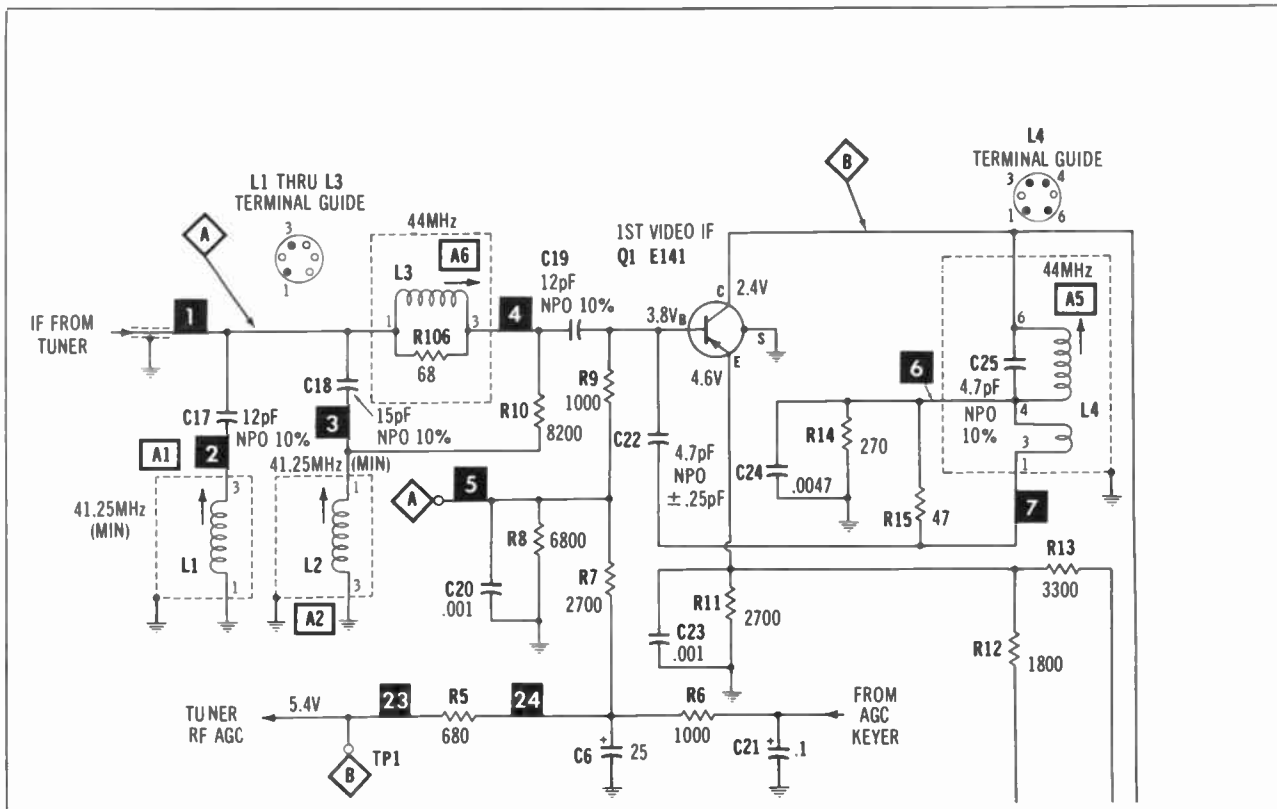 L4
TERMINAL GUIDE
3 4
1 6
B
L1 THRU L3
TERMINAL GUIDE
3
1
A
44MHz
A6
L3
1 3
R106
68
4
C19
12pF
NPO 10%
1ST VIDEO IF
Q1 E141
C
2.4V
3.8V B
S
E
4.6V
44MHz
A5
6
C25
4.7pF
NPO
10%
4
L4
3
1
6
7
IF FROM
TUNER
1
C17
12pF
NPO 10%
C18
15pF
NPO 10%
2
3
A1
41.25MHz
(MIN)
3
L1
1
41.25MHz (MIN)
1
L2
3
A2
R10
8200
R9
1000
C22
4.7pF
NPO
±.25pF
C24
.0047
R14
270
R15
47
A
5
R8
6800
C20
.001
R7
2700
R11
2700
C23
.001
R13
3300
R12
1800
TUNER
RF AGC
5.4V
23
R5
680
24
R6
1000
FROM
AGC
KEYER
B
TP1
C6
+
25
C21
+
.1